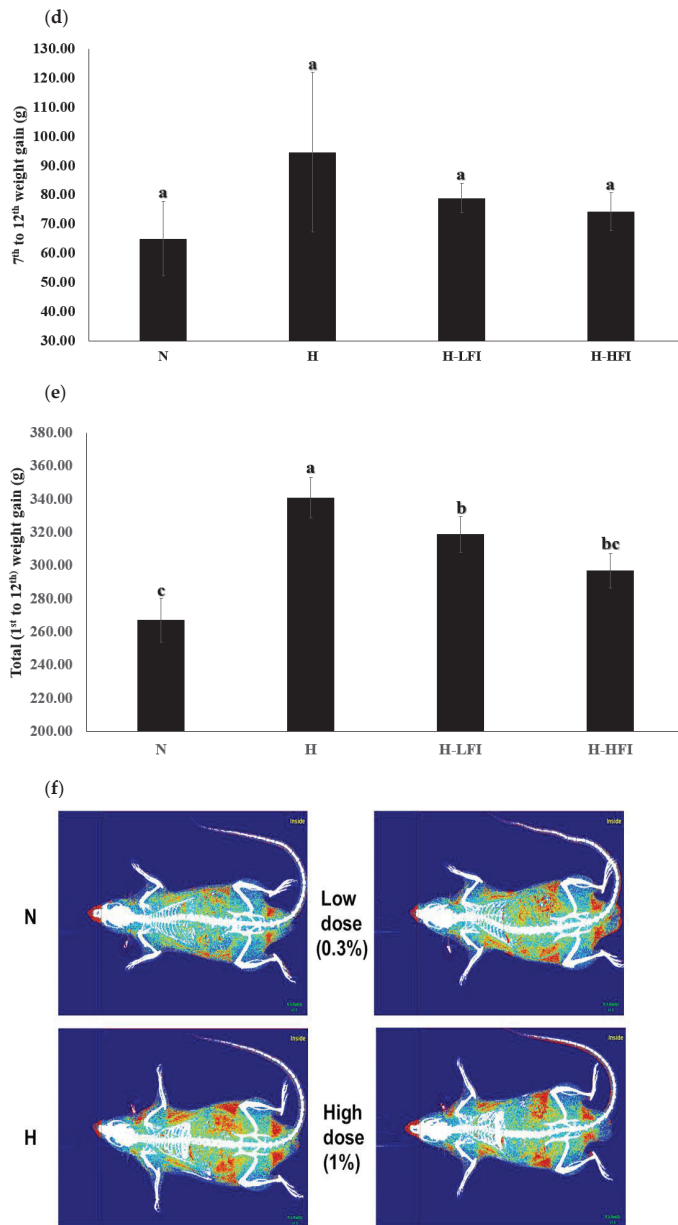 (d)
130.00
120.00
110.00
100.00
90.00
80.00
70.00
60.00
50.00
40.00
30.00
7th to 12th weight gain (g)
a
a
a
a
N
H
H-LFI
H-HFI
(e)
380.00
360.00
340.00
320.00
300.00
280.00
260.00
240.00
220.00
200.00
Total (1st to 12th) weight gain (g)
c
a
b
bc
N
H
H-LFI
H-HFI
(f)
Inside
Inside
N
Low
dose
(0.3%)
Inside
Inside
H
High
dose
(1%)